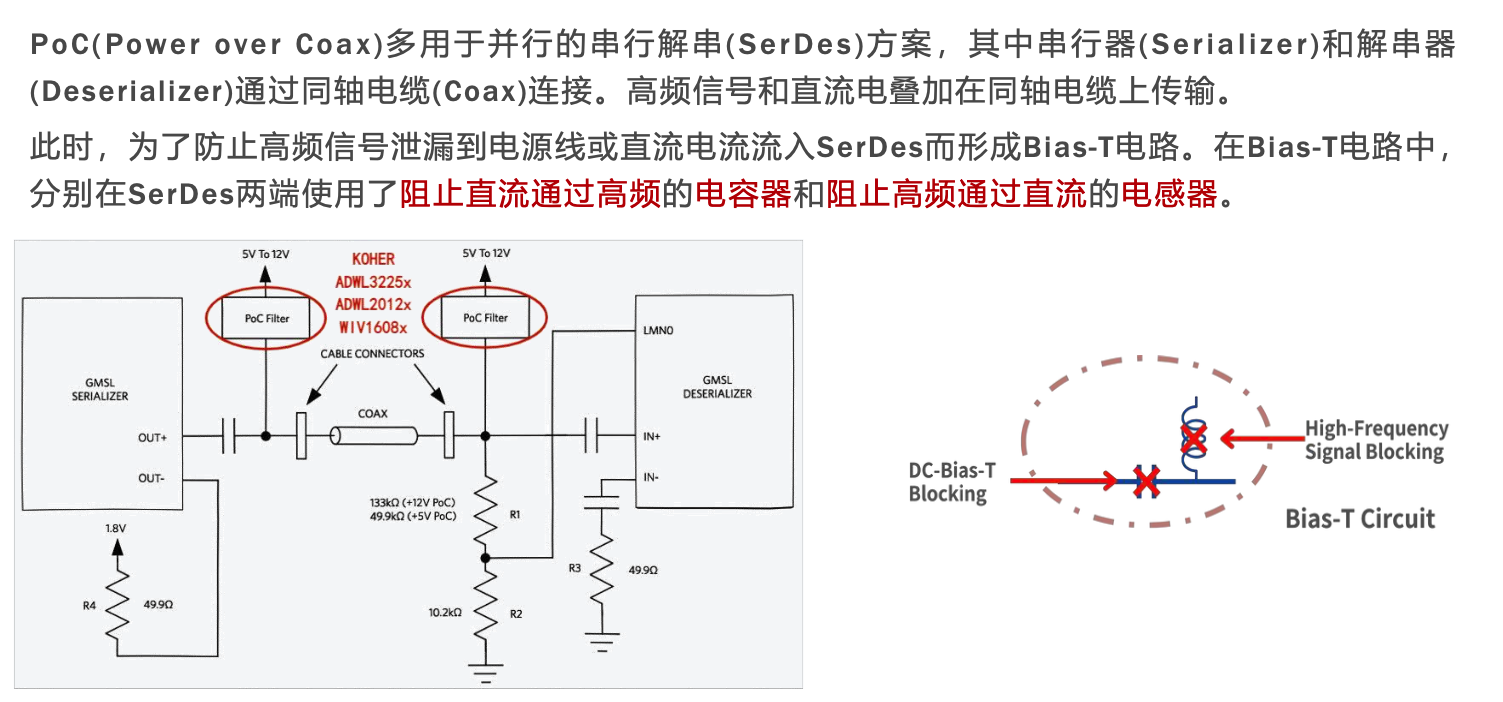 PoC(Power over Coax)多用于并行的串行解串(SerDes)方案，其中串行器(Serializer)和解串器
(Deserializer)通过同轴电缆(Coax)连接。高频信号和直流电叠加在同轴电缆上传输。
此时，为了防止高频信号泄漏到电源线或直流电流流入SerDes而形成Bias-T电路。在Bias-T电路中，
分别在SerDes两端使用了阻止直流通过高频的电容器和阻止高频通过直流的电感器。
5V To 12V
KOHER
ADWL3225x
ADWL2012x
WIV1608x
5V To 12V
PoC Filter
PoC Filter
LMN0
CABLE CONNECTORS
GMSL
SERIALIZER
GMSL
DESERIALIZER
COAX
OUT+
IN+
OUT-
IN-
133kΩ (+12V PoC)
49.9kΩ (+5V PoC)
R1
1.8V
R4
49.9Ω
R3
49.9Ω
10.2kΩ
R2
High-Frequency
Signal Blocking
DC-Bias-T
Blocking
Bias-T Circuit